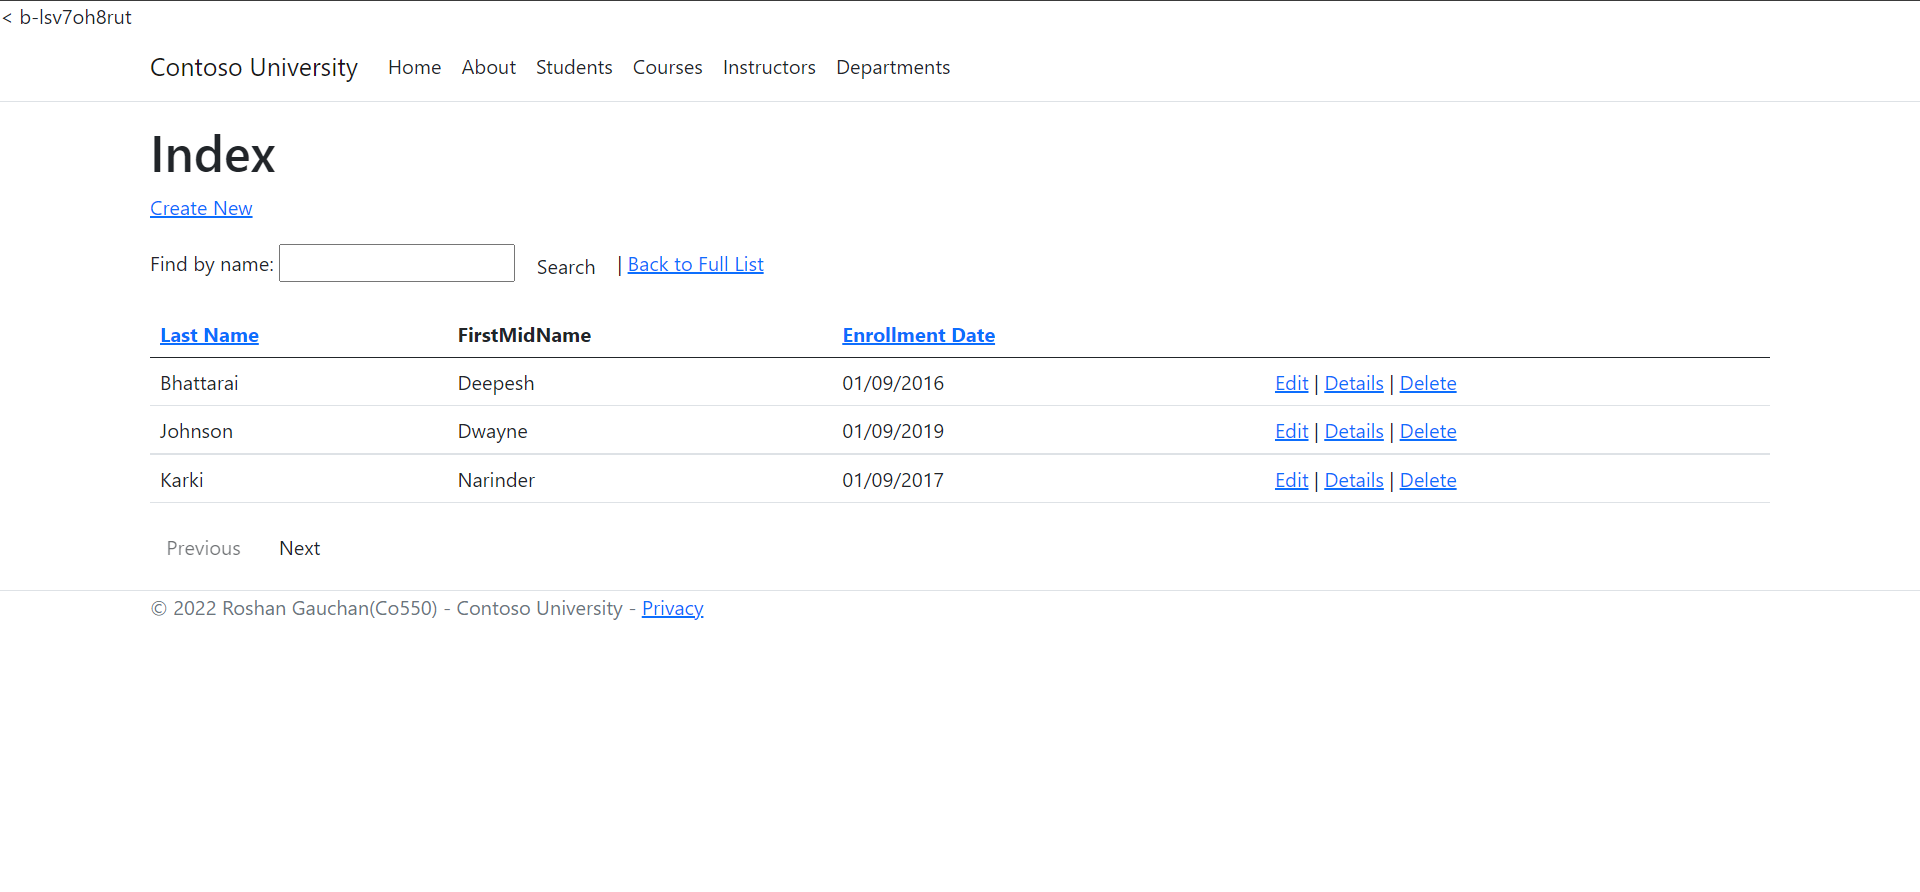 < b-lsv7oh8rut
Contoso University Home About Students Courses Instructors Departments
Index
Create New
Find by name: Search | Back to Full List
Last Name FirstMidName Enrollment Date
Bhattarai Deepesh 01/09/2016 Edit | Details | Delete
Johnson Dwayne 01/09/2019 Edit | Details | Delete
Karki Narinder 01/09/2017 Edit | Details | Delete
Previous Next
© 2022 Roshan Gauchan(Co550) - Contoso University - Privacy